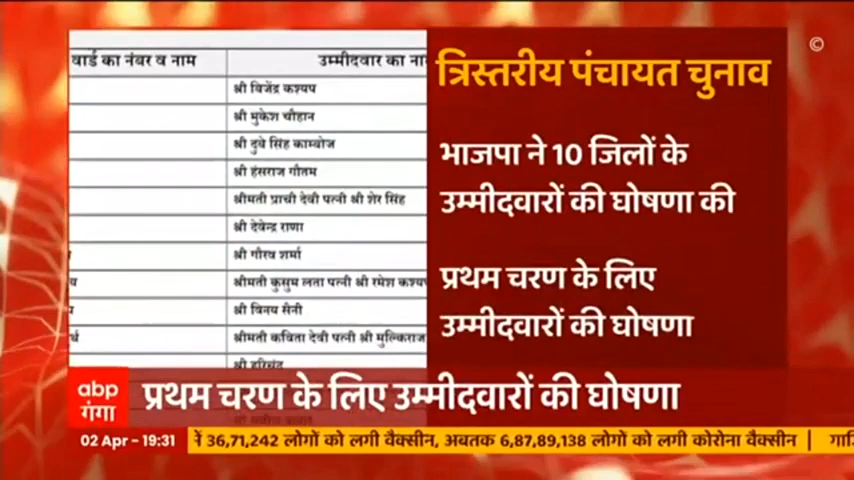 ©
वार्ड का नंबर व नाम
उम्मीदवार का
श्री विजेंद्र कश्यप
श्री मुकेश चौहान
श्री दुवे सिंह काम्बोज
श्री हंसराज गौतम
श्रीमती प्राची देवी पत्नी श्री शेर सिंह
श्री देवेन्द्र राणा
श्री गौरव शर्मा
श्रीमती कुसुम लता पत्नी श्री रमेश कश्यप
श्री विनय सैनी
श्रीमती कविता देवी पत्नी श्री मुल्किराज
श्री हरिचंद
त्रिस्तरीय पंचायत चुनाव
भाजपा ने 10 जिलों के
उम्मीदवारों की घोषणा की
प्रथम चरण के लिए
उम्मीदवारों की घोषणा
abp
गंगा
प्रथम चरण के लिए उम्मीदवारों की घोषणा
02 Apr - 19:31
36,71,242 लोगों को लगी वैक्सीन, अबतक 6,87,89,138 लोगों को लगी कोरोना वैक्सीन |